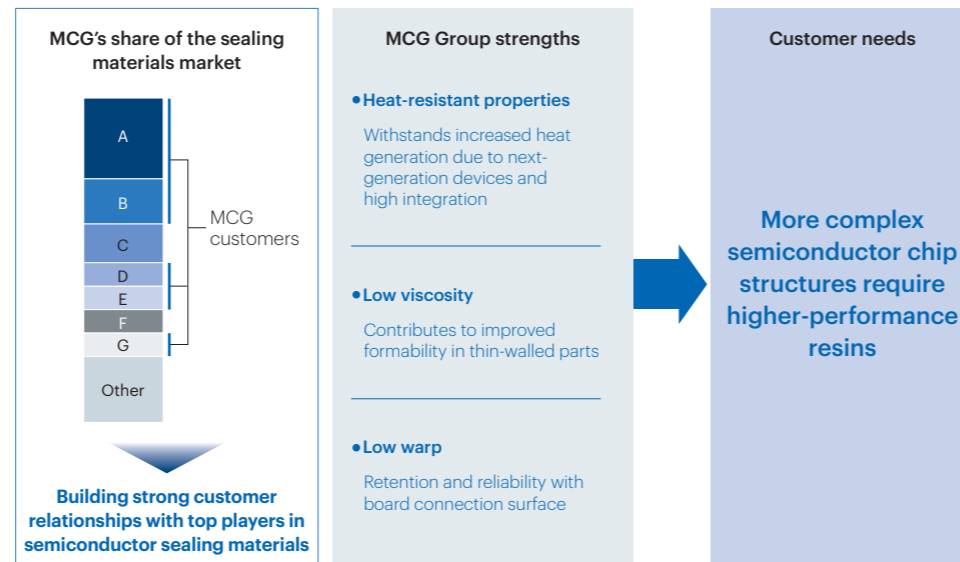 MCG's share of the sealing
materials market
A
B
C
D
E
F
G
Other
MCG
customers
Building strong customer
relationships with top players in
semiconductor sealing materials
MCG Group strengths
•Heat-resistant properties
Withstands increased heat
generation due to next-
generation devices and
high integration
•Low viscosity
Contributes to improved
formability in thin-walled parts
•Low warp
Retention and reliability with
board connection surface
Customer needs
More complex
semiconductor chip
structures require
higher-performance
resins